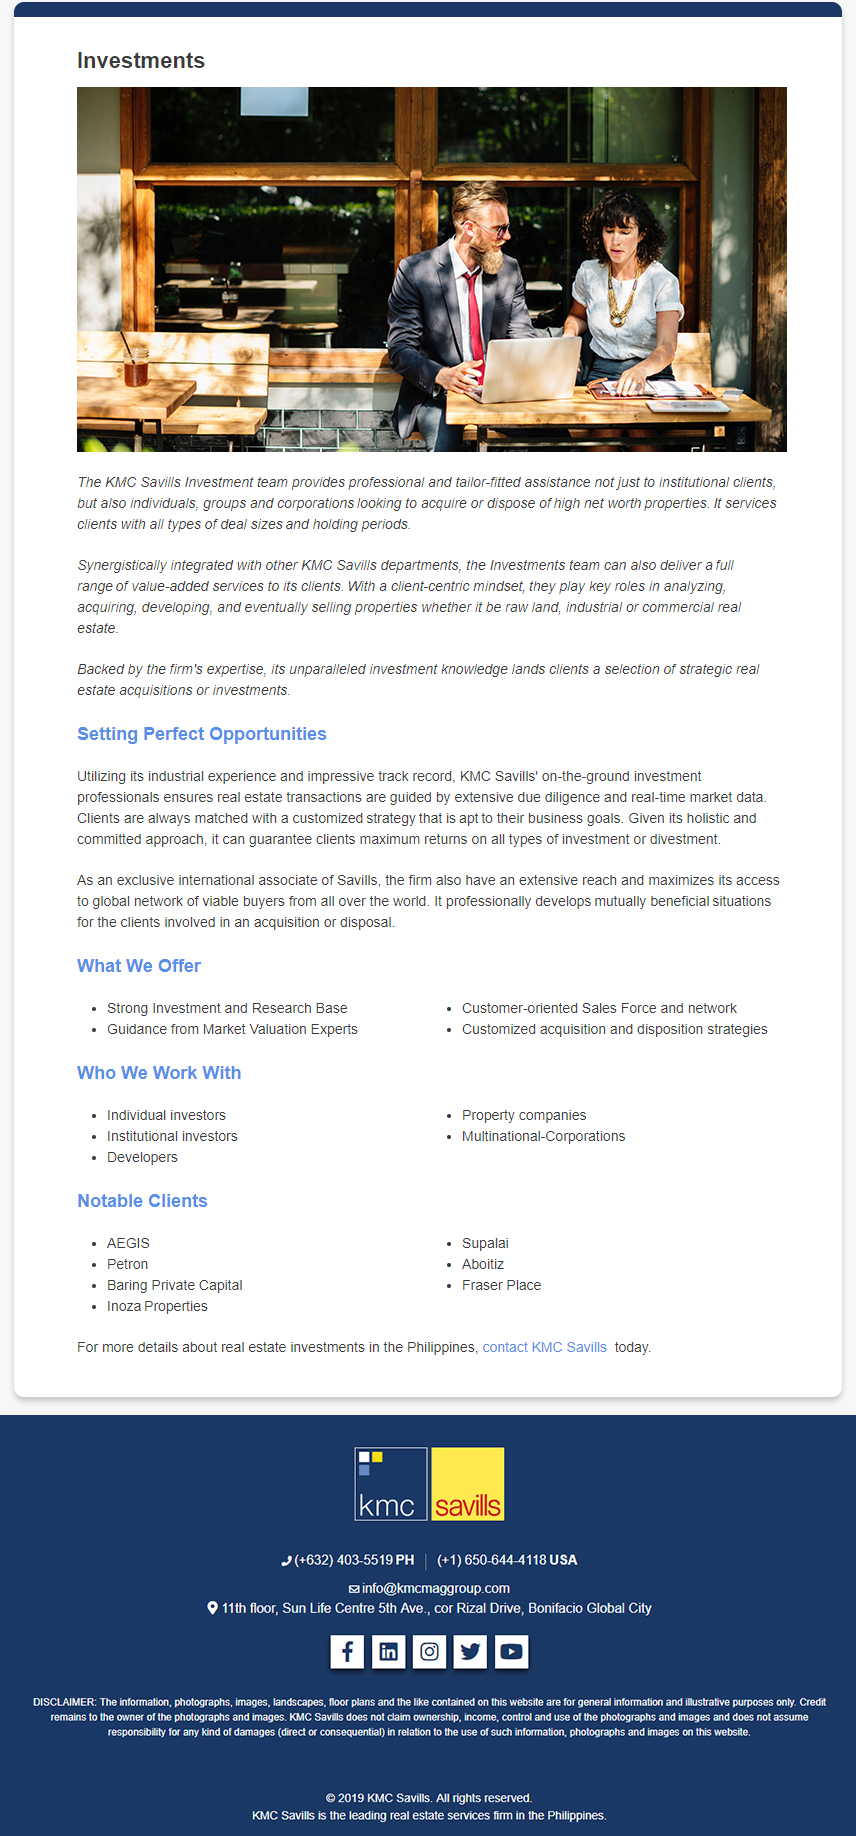 Investments
The KMC Savills Investment team provides professional and tailor-fitted assistance not just to institutional clients,
but also individuals, groups and corporations looking to acquire or dispose of high net worth properties. It services
clients with all types of deal sizes and holding periods.
Synergistically integrated with other KMC Savills departments, the Investments team can also deliver a full
range of value-added services to its clients. With a client-centric mindset, they play key roles in analyzing,
acquiring, developing, and eventually selling properties whether it be raw land, industrial or commercial real
estate.
Backed by the firm's expertise, its unparalleled investment knowledge lands clients a selection of strategic real
estate acquisitions or investments.
Setting Perfect Opportunities
Utilizing its industrial experience and impressive track record, KMC Savills' on-the-ground investment
professionals ensures real estate transactions are guided by extensive due diligence and real-time market data.
Clients are always matched with a customized strategy that is apt to their business goals. Given its holistic and
committed approach, it can guarantee clients maximum returns on all types of investment or divestment.
As an exclusive international associate of Savills, the firm also have an extensive reach and maximizes its access
to global network of viable buyers from all over the world. It professionally develops mutually beneficial situations
for the clients involved in an acquisition or disposal.
What We Offer
• Strong Investment and Research Base
• Guidance from Market Valuation Experts
• Customer-oriented Sales Force and network
• Customized acquisition and disposition strategies
Who We Work With
• Individual investors
• Institutional investors
• Developers
• Property companies
• Multinational-Corporations
Notable Clients
• AEGIS
• Petron
• Baring Private Capital
• Inoza Properties
• Supalai
• Aboitiz
• Fraser Place
For more details about real estate investments in the Philippines, contact KMC Savills today.
kmc savills
(+632) 403-5519 PH | (+1) 650-644-4118 USA
info@kmcmaggroup.com
11th floor, Sun Life Centre 5th Ave., cor Rizal Drive, Bonifacio Global City
DISCLAIMER: The information, photographs, images, landscapes, floor plans and the like contained on this website are for general information and illustrative purposes only. Credit
remains to the owner of the photographs and images. KMC Savills does not claim ownership, income, control and use of the photographs and images and does not assume
responsibility for any kind of damages (direct or consequential) in relation to the use of such information, photographs and images on this website.
© 2019 KMC Savills. All rights reserved.
KMC Savills is the leading real estate services firm in the Philippines.